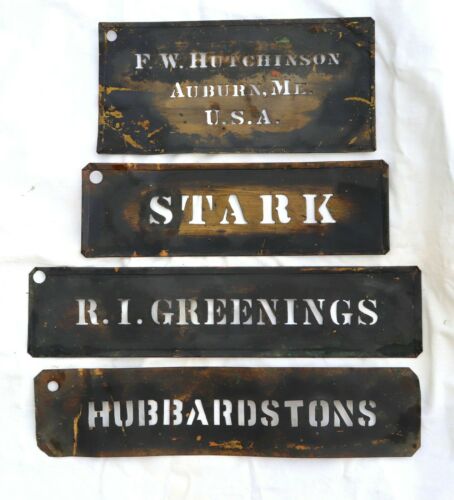 F. W. HUTCHINSON
AUBURN, ME.
U.S.A.
STARK
R.I. GREENINGS
HUBBARDSTONS